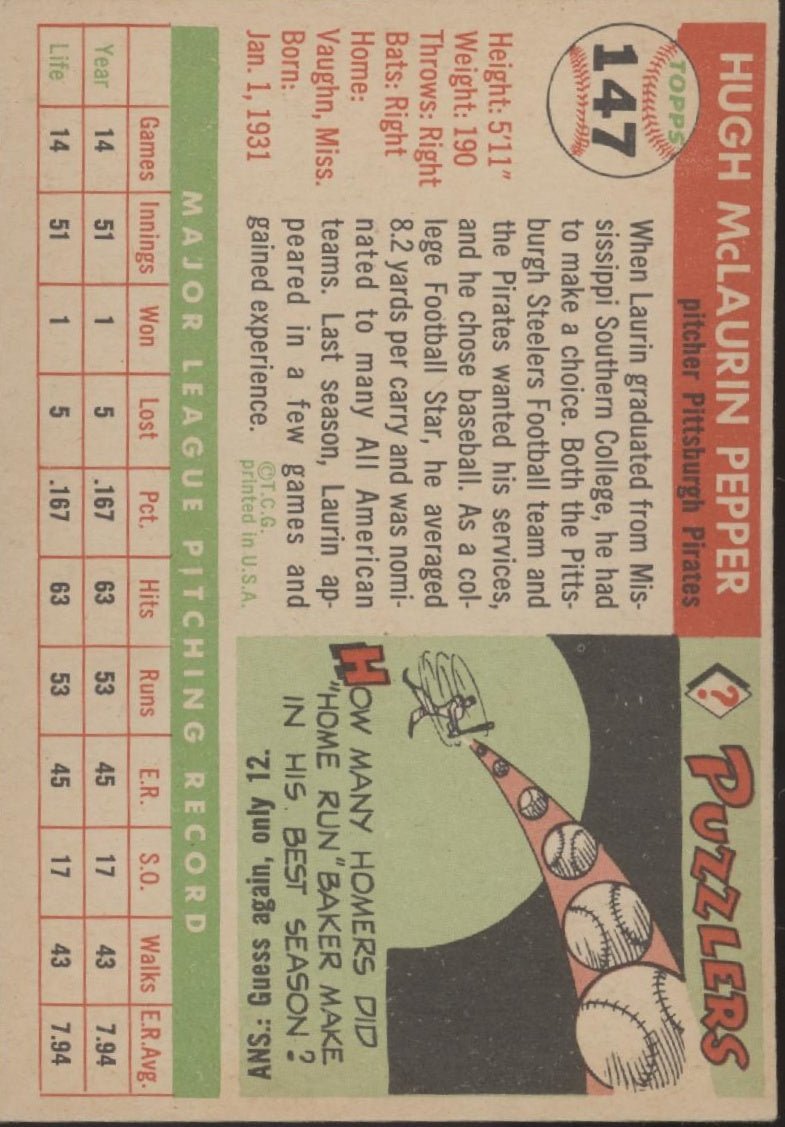 HUGH McLAURIN PEPPER
pitcher Pittsburgh Pirates
TOPPS
147
Height: 5'11"
Weight: 190
Throws: Right
Bats: Right
Home:
Vaughn, Miss.
Born:
Jan. 1, 1931
When Laurin graduated from Mis-
sissippi Southern College, he had
to make a choice. Both the Pitts-
burgh Steelers Football team and
the Pirates wanted his services,
and he chose baseball. As a col-
lege Football Star, he averaged
8.2 yards per carry and was nomi-
nated to many All American
teams. Last season, Laurin ap-
peared in a few games and
gained experience.
©T.C.G.
printed in U.S.A.
? PUZZLERS
HOW MANY HOMERS DID
"HOME RUN" BAKER MAKE
IN HIS BEST SEASON?
ANS.: Guess again, only 12.
MAJOR LEAGUE PITCHING RECORD
Games Innings Won Lost Pct. Hits Runs E.R. S.O. Walks E.R.Avg.
Year 14 51 1 5 .167 63 53 45 17 43 7.94
Life 14 51 1 5 .167 63 53 45 17 43 7.94